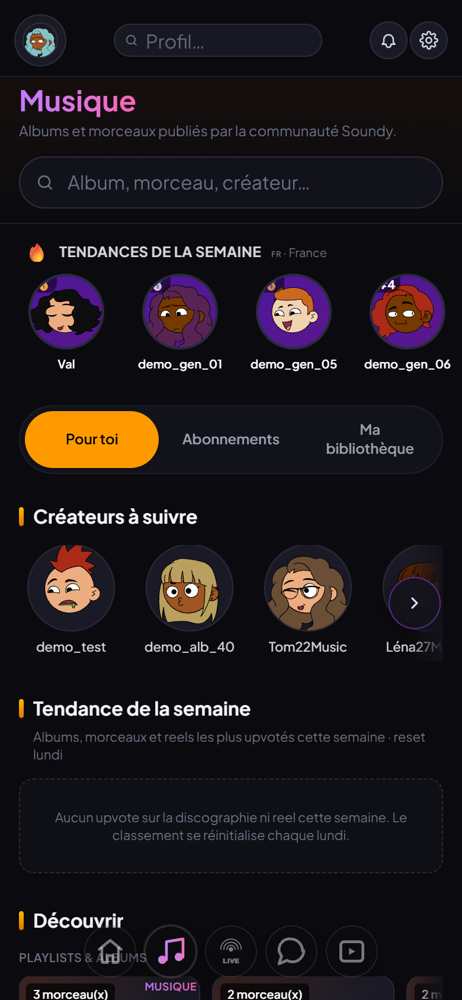 Profil...
Musique
Albums et morceaux publiés par la communauté Soundy.
Album, morceau, créateur...
TENDANCES DE LA SEMAINE FR · France
1
2
3
#4
Val
demo_gen_01
demo_gen_05
demo_gen_06
Pour toi
Abonnements
Ma
bibliothèque
Créateurs à suivre
demo_test
demo_alb_40
Tom22Music
Léna27M
Tendance de la semaine
Albums, morceaux et reels les plus upvotés cette semaine · reset
lundi
Aucun upvote sur la discographie ni reel cette semaine. Le
classement se réinitialise chaque lundi.
Découvrir
PLAYLISTS & ALBUMS
LIVE
MUSIQUE
3 morceau(x)
2 morceau(x)
2 m